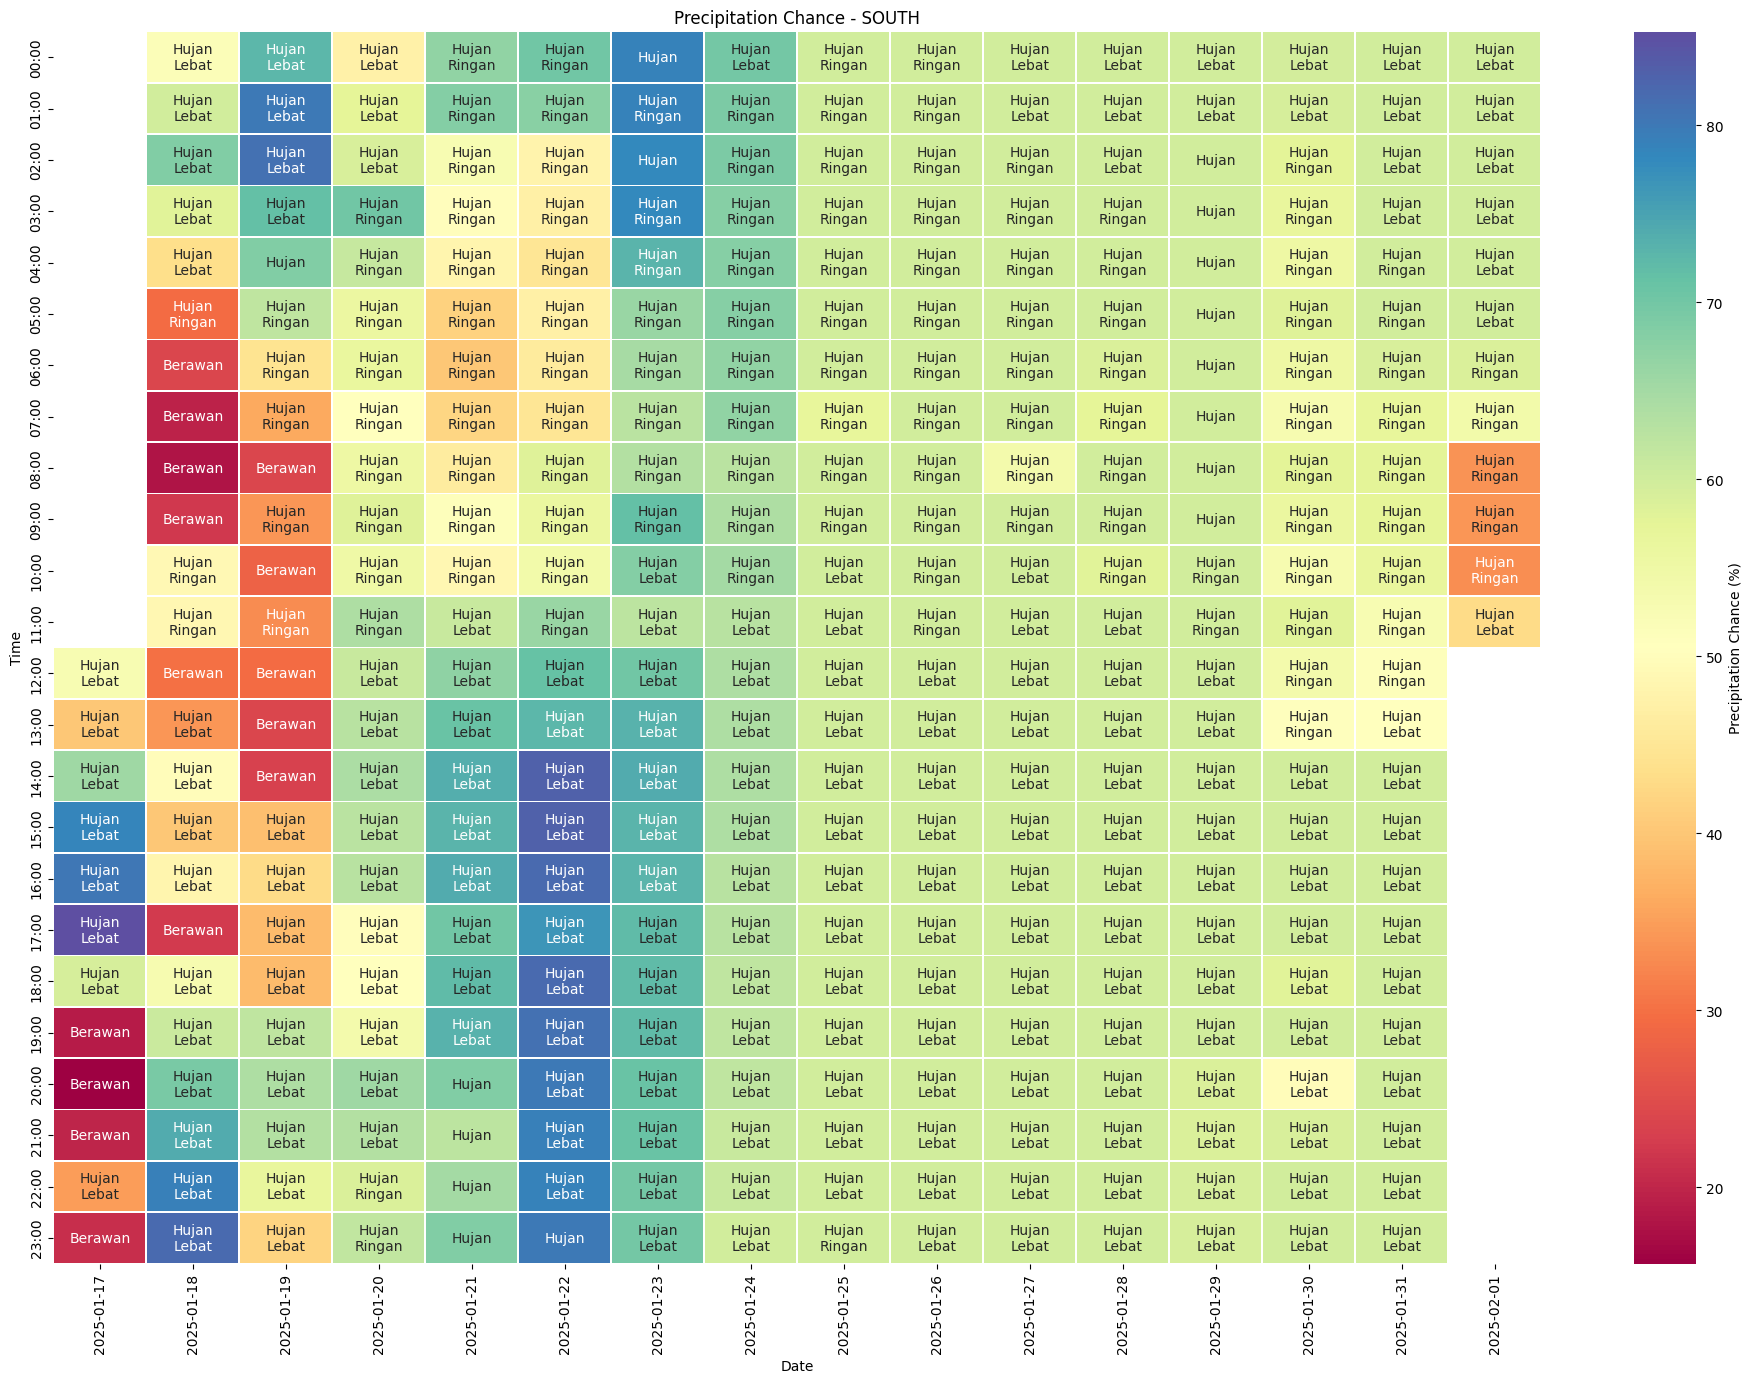 Precipitation Chance - SOUTH
00:00 Hujan Lebat Hujan Lebat Hujan Lebat Hujan Ringan Hujan Ringan Hujan Hujan Lebat Hujan Ringan Hujan Ringan Hujan Lebat Hujan Lebat Hujan Lebat Hujan Lebat Hujan Lebat Hujan Lebat
01:00 Hujan Lebat Hujan Lebat Hujan Lebat Hujan Ringan Hujan Ringan Hujan Ringan Hujan Ringan Hujan Ringan Hujan Ringan Hujan Lebat Hujan Lebat Hujan Lebat Hujan Lebat Hujan Lebat Hujan Lebat
02:00 Hujan Lebat Hujan Lebat Hujan Lebat Hujan Ringan Hujan Ringan Hujan Hujan Ringan Hujan Ringan Hujan Ringan Hujan Ringan Hujan Lebat Hujan Hujan Ringan Hujan Lebat Hujan Lebat
03:00 Hujan Lebat Hujan Lebat Hujan Ringan Hujan Ringan Hujan Ringan Hujan Ringan Hujan Ringan Hujan Ringan Hujan Ringan Hujan Ringan Hujan Ringan Hujan Hujan Ringan Hujan Lebat Hujan Lebat
04:00 Hujan Lebat Hujan Hujan Ringan Hujan Ringan Hujan Ringan Hujan Ringan Hujan Ringan Hujan Ringan Hujan Ringan Hujan Ringan Hujan Ringan Hujan Hujan Ringan Hujan Ringan Hujan Lebat
05:00 Hujan Ringan Hujan Ringan Hujan Ringan Hujan Ringan Hujan Ringan Hujan Ringan Hujan Ringan Hujan Ringan Hujan Ringan Hujan Ringan Hujan Ringan Hujan Hujan Ringan Hujan Ringan Hujan Lebat
06:00 Berawan Hujan Ringan Hujan Ringan Hujan Ringan Hujan Ringan Hujan Ringan Hujan Ringan Hujan Ringan Hujan Ringan Hujan Ringan Hujan Ringan Hujan Hujan Ringan Hujan Ringan Hujan Ringan
07:00 Berawan Hujan Ringan Hujan Ringan Hujan Ringan Hujan Ringan Hujan Ringan Hujan Ringan Hujan Ringan Hujan Ringan Hujan Ringan Hujan Ringan Hujan Hujan Ringan Hujan Ringan Hujan Ringan
08:00 Berawan Berawan Hujan Ringan Hujan Ringan Hujan Ringan Hujan Ringan Hujan Ringan Hujan Ringan Hujan Ringan Hujan Ringan Hujan Ringan Hujan Hujan Ringan Hujan Ringan Hujan Ringan
09:00 Berawan Hujan Ringan Hujan Ringan Hujan Ringan Hujan Ringan Hujan Ringan Hujan Ringan Hujan Ringan Hujan Ringan Hujan Ringan Hujan Ringan Hujan Hujan Ringan Hujan Ringan Hujan Ringan
10:00 Hujan Ringan Berawan Hujan Ringan Hujan Ringan Hujan Ringan Hujan Lebat Hujan Ringan Hujan Lebat Hujan Ringan Hujan Lebat Hujan Ringan Hujan Ringan Hujan Ringan Hujan Ringan Hujan Ringan
11:00 Hujan Ringan Hujan Ringan Hujan Ringan Hujan Lebat Hujan Ringan Hujan Lebat Hujan Lebat Hujan Lebat Hujan Ringan Hujan Lebat Hujan Lebat Hujan Ringan Hujan Ringan Hujan Ringan Hujan Lebat
12:00 Hujan Lebat Berawan Berawan Hujan Lebat Hujan Lebat Hujan Lebat Hujan Lebat Hujan Lebat Hujan Lebat Hujan Lebat Hujan Lebat Hujan Lebat Hujan Lebat Hujan Ringan Hujan Ringan
13:00 Hujan Lebat Hujan Lebat Berawan Hujan Lebat Hujan Lebat Hujan Lebat Hujan Lebat Hujan Lebat Hujan Lebat Hujan Lebat Hujan Lebat Hujan Lebat Hujan Lebat Hujan Ringan Hujan Lebat
14:00 Hujan Lebat Hujan Lebat Berawan Hujan Lebat Hujan Lebat Hujan Lebat Hujan Lebat Hujan Lebat Hujan Lebat Hujan Lebat Hujan Lebat Hujan Lebat Hujan Lebat Hujan Lebat Hujan Lebat
15:00 Hujan Lebat Hujan Lebat Hujan Lebat Hujan Lebat Hujan Lebat Hujan Lebat Hujan Lebat Hujan Lebat Hujan Lebat Hujan Lebat Hujan Lebat Hujan Lebat Hujan Lebat Hujan Lebat Hujan Lebat
16:00 Hujan Lebat Hujan Lebat Hujan Lebat Hujan Lebat Hujan Lebat Hujan Lebat Hujan Lebat Hujan Lebat Hujan Lebat Hujan Lebat Hujan Lebat Hujan Lebat Hujan Lebat Hujan Lebat Hujan Lebat
17:00 Hujan Lebat Berawan Hujan Lebat Hujan Lebat Hujan Lebat Hujan Lebat Hujan Lebat Hujan Lebat Hujan Lebat Hujan Lebat Hujan Lebat Hujan Lebat Hujan Lebat Hujan Lebat Hujan Lebat
18:00 Hujan Lebat Hujan Lebat Hujan Lebat Hujan Lebat Hujan Lebat Hujan Lebat Hujan Lebat Hujan Lebat Hujan Lebat Hujan Lebat Hujan Lebat Hujan Lebat Hujan Lebat Hujan Lebat Hujan Lebat
19:00 Berawan Hujan Lebat Hujan Lebat Hujan Lebat Hujan Lebat Hujan Lebat Hujan Lebat Hujan Lebat Hujan Lebat Hujan Lebat Hujan Lebat Hujan Lebat Hujan Lebat Hujan Lebat Hujan Lebat
20:00 Berawan Hujan Lebat Hujan Lebat Hujan Lebat Hujan Hujan Lebat Hujan Lebat Hujan Lebat Hujan Lebat Hujan Lebat Hujan Lebat Hujan Lebat Hujan Lebat Hujan Lebat Hujan Lebat
21:00 Berawan Hujan Lebat Hujan Lebat Hujan Lebat Hujan Hujan Lebat Hujan Lebat Hujan Lebat Hujan Lebat Hujan Lebat Hujan Lebat Hujan Lebat Hujan Lebat Hujan Lebat Hujan Lebat
22:00 Hujan Lebat Hujan Lebat Hujan Lebat Hujan Ringan Hujan Hujan Lebat Hujan Lebat Hujan Lebat Hujan Lebat Hujan Lebat Hujan Lebat Hujan Lebat Hujan Lebat Hujan Lebat Hujan Lebat
23:00 Berawan Hujan Lebat Hujan Lebat Hujan Ringan Hujan Hujan Hujan Lebat Hujan Lebat Hujan Ringan Hujan Lebat Hujan Lebat Hujan Lebat Hujan Lebat Hujan Lebat Hujan Lebat
Time
2025-01-17 2025-01-18 2025-01-19 2025-01-20 2025-01-21 2025-01-22 2025-01-23 2025-01-24 2025-01-25 2025-01-26 2025-01-27 2025-01-28 2025-01-29 2025-01-30 2025-01-31 2025-02-01
Date
80
70
60
50
40
30
20
Precipitation Chance (%)